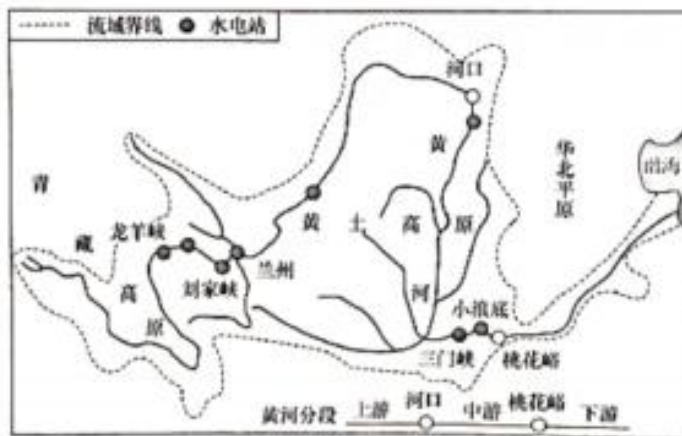 流域界线 水电站
河口
黄
华北平原
渤海
青
藏
高
原
龙羊峡
刘家峡
兰州
黄
土
高
原
河
小浪底
三门峡
桃花峪
黄河分段 上游 河口 中游 桃花峪 下游